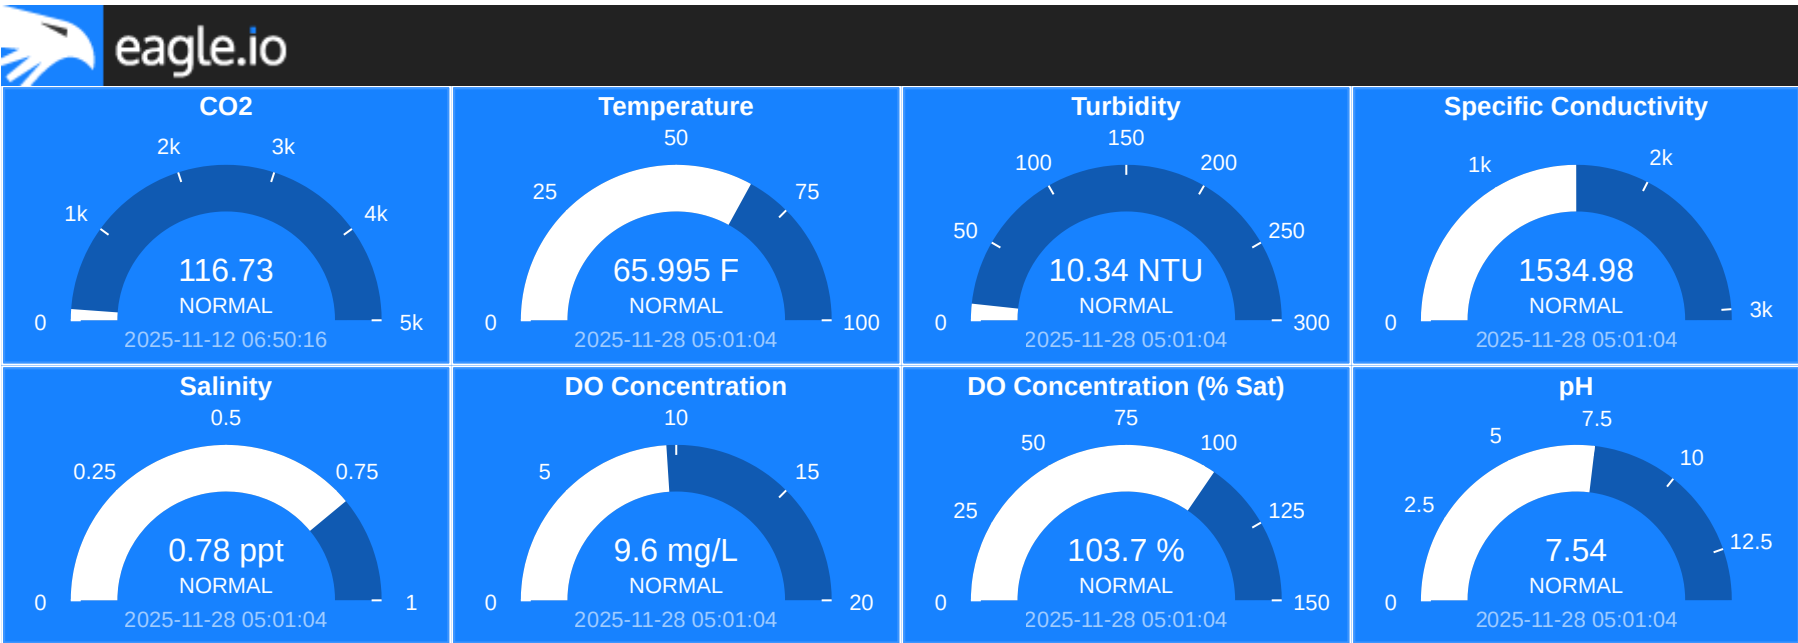 eagle.io
CO2
0
1k
2k
3k
4k
5k
116.73
NORMAL
2025-11-12 06:50:16
Temperature
0
25
50
75
100
65.995 F
NORMAL
2025-11-28 05:01:04
Turbidity
0
50
100
150
200
250
300
10.34 NTU
NORMAL
2025-11-28 05:01:04
Specific Conductivity
0
1k
2k
3k
1534.98
NORMAL
2025-11-28 05:01:04
Salinity
0
0.25
0.5
0.75
1
0.78 ppt
NORMAL
2025-11-28 05:01:04
DO Concentration
0
5
10
15
20
9.6 mg/L
NORMAL
2025-11-28 05:01:04
DO Concentration (% Sat)
0
25
50
75
100
125
150
103.7 %
NORMAL
2025-11-28 05:01:04
pH
0
2.5
5
7.5
10
12.5
7.54
NORMAL
2025-11-28 05:01:04